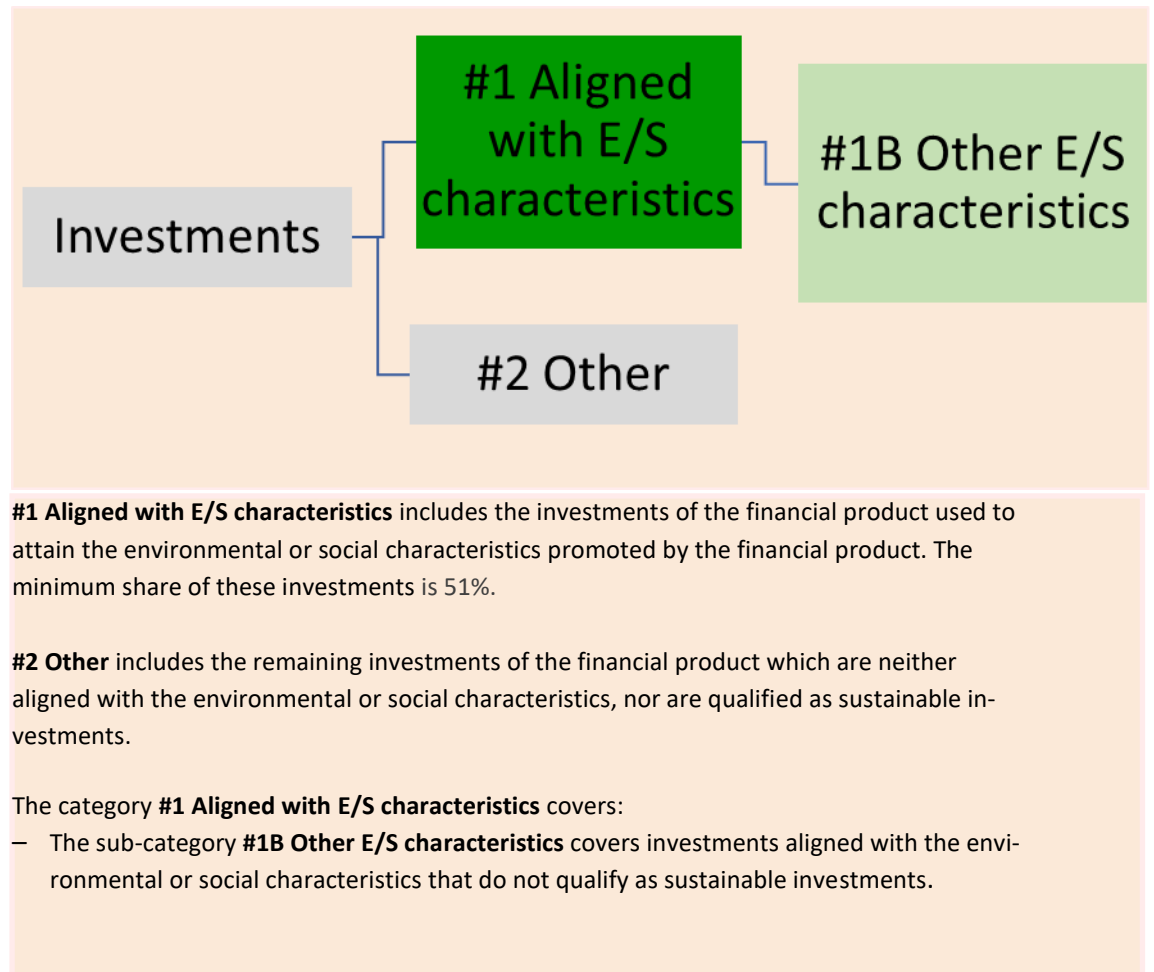 #1 Aligned
with E/S
characteristics
#1B Other E/S
characteristics
Investments
#2 Other
#1 Aligned with E/S characteristics includes the investments of the financial product used to
attain the environmental or social characteristics promoted by the financial product. The
minimum share of these investments is 51%.
#2 Other includes the remaining investments of the financial product which are neither
aligned with the environmental or social characteristics, nor are qualified as sustainable in-
vestments.
The category #1 Aligned with E/S characteristics covers:
– The sub-category #1B Other E/S characteristics covers investments aligned with the envi-
ronmental or social characteristics that do not qualify as sustainable investments.